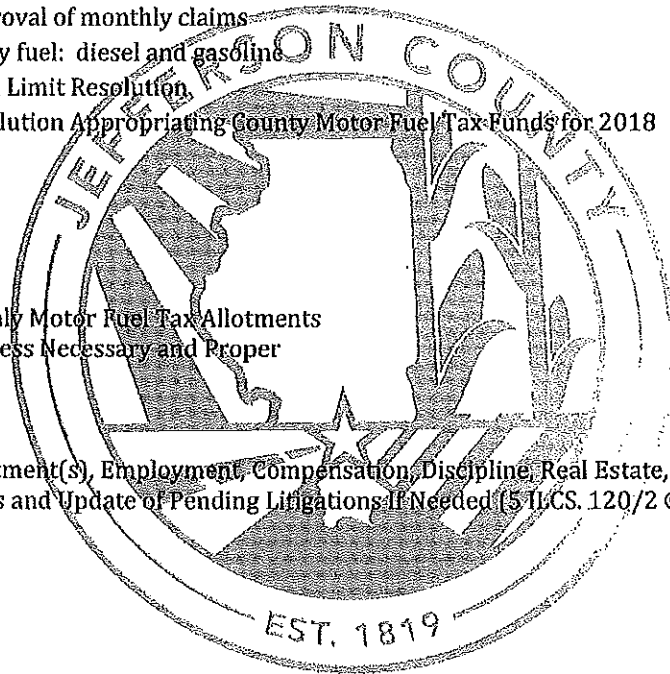 roval of monthly claims
y fuel: diesel and gasoline
Limit Resolution
lution Appropriating County Motor Fuel Tax Funds for 2018
JEFFERSON COUNTY
ly Motor Fuel Tax Allotments
ess Necessary and Proper
tment(s), Employment, Compensation, Discipline, Real Estate,
s and Update of Pending Litigations If Needed (5 ILCS. 120/2
EST. 1819